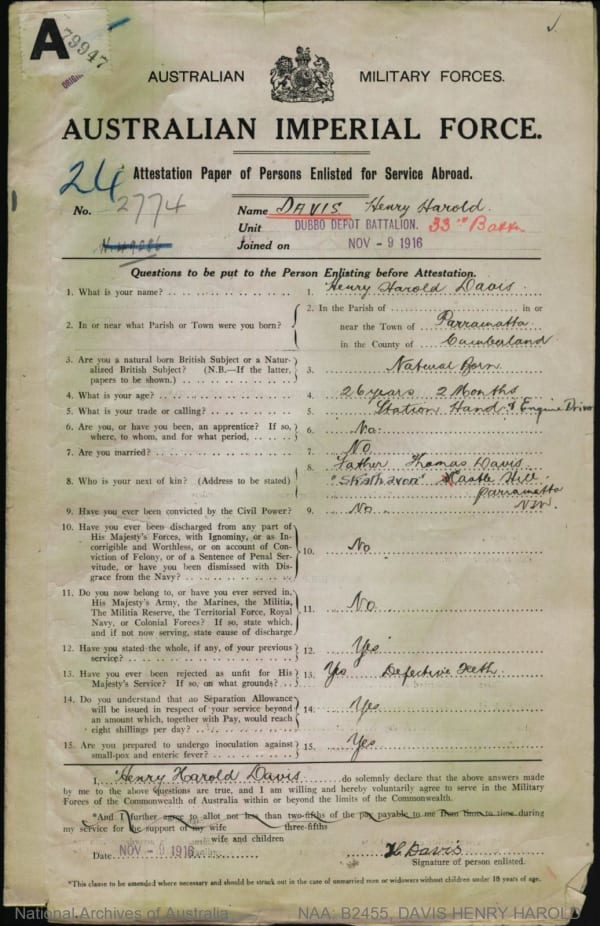 A 79947
AUSTRALIAN MILITARY FORCES.
AUSTRALIAN IMPERIAL FORCE.
Attestation Paper of Persons Enlisted for Service Abroad.
24
No. 2774
Name DAVIS Henry Harold
Unit DUBBO DEPOT BATTALION. 33rd Battn
Joined on NOV - 9 1916
Questions to be put to the Person Enlisting before Attestation.
1. What is your name? 1. Henry Harold Davis
2. In or near what Parish or Town were you born? 2. In the Parish of in or
near the Town of Parramatta
in the County of Cumberland
3. Are you a natural born British Subject or a Natur-
alized British Subject? (N.B.—If the latter,
papers to be shown.) 3. Natural Born
4. What is your age? 4. 26 years 2 Months
5. What is your trade or calling? 5. Station Hand & Engine Driver
6. Are you, or have you been, an apprentice? If so,
where, to whom, and for what period, 6. No.
7. Are you married? 7. No
8. Who is your next of kin? (Address to be stated) 8. Father Thomas Davis
Castle Hill
Parramatta
NSW
9. Have you ever been convicted by the Civil Power? 9. No
10. Have you ever been discharged from any part of
His Majesty's Forces, with Ignominy, or as In-
corrigible and Worthless, or on account of Con-
viction of Felony, or of a Sentence of Penal Ser-
vitude, or have you been dismissed with Dis-
grace from the Navy? 10. No
11. Do you now belong to, or have you ever served in,
His Majesty's Army, the Marines, the Militia,
The Militia Reserve, the Territorial Force, Royal
Navy, or Colonial Forces? If so, state which,
and if not now serving, state cause of discharge 11. No.
12. Have you stated the whole, if any, of your previous
service? 12. Yes
13. Have you ever been rejected as unfit for His
Majesty's Service? If so, on what grounds? 13. Yes Defective Teeth
14. Do you understand that no Separation Allowance
will be issued in respect of your service beyond
an amount which, together with Pay, would reach
eight shillings per day? 14. Yes
15. Are you prepared to undergo inoculation against
small-pox and enteric fever? 15. Yes
I, Henry Harold Davis do solemnly declare that the above answers made
by me to the above questions are true, and I am willing and hereby voluntarily agree to serve in the Military
Forces of the Commonwealth of Australia within or beyond the limits of the Commonwealth.
*And I further agree to allot not less than two-fifths of the pay payable to me from time to time during
my service for the support of my wife three-fifths
wife and children
Date NOV - 9 1916
H Davis
Signature of person enlisted.
*This clause to be amended where necessary and should be struck out in the case of unmarried men or widowers without children under 18 years of age.
National Archives of Australia NAA: B2455, DAVIS HENRY HAROLD